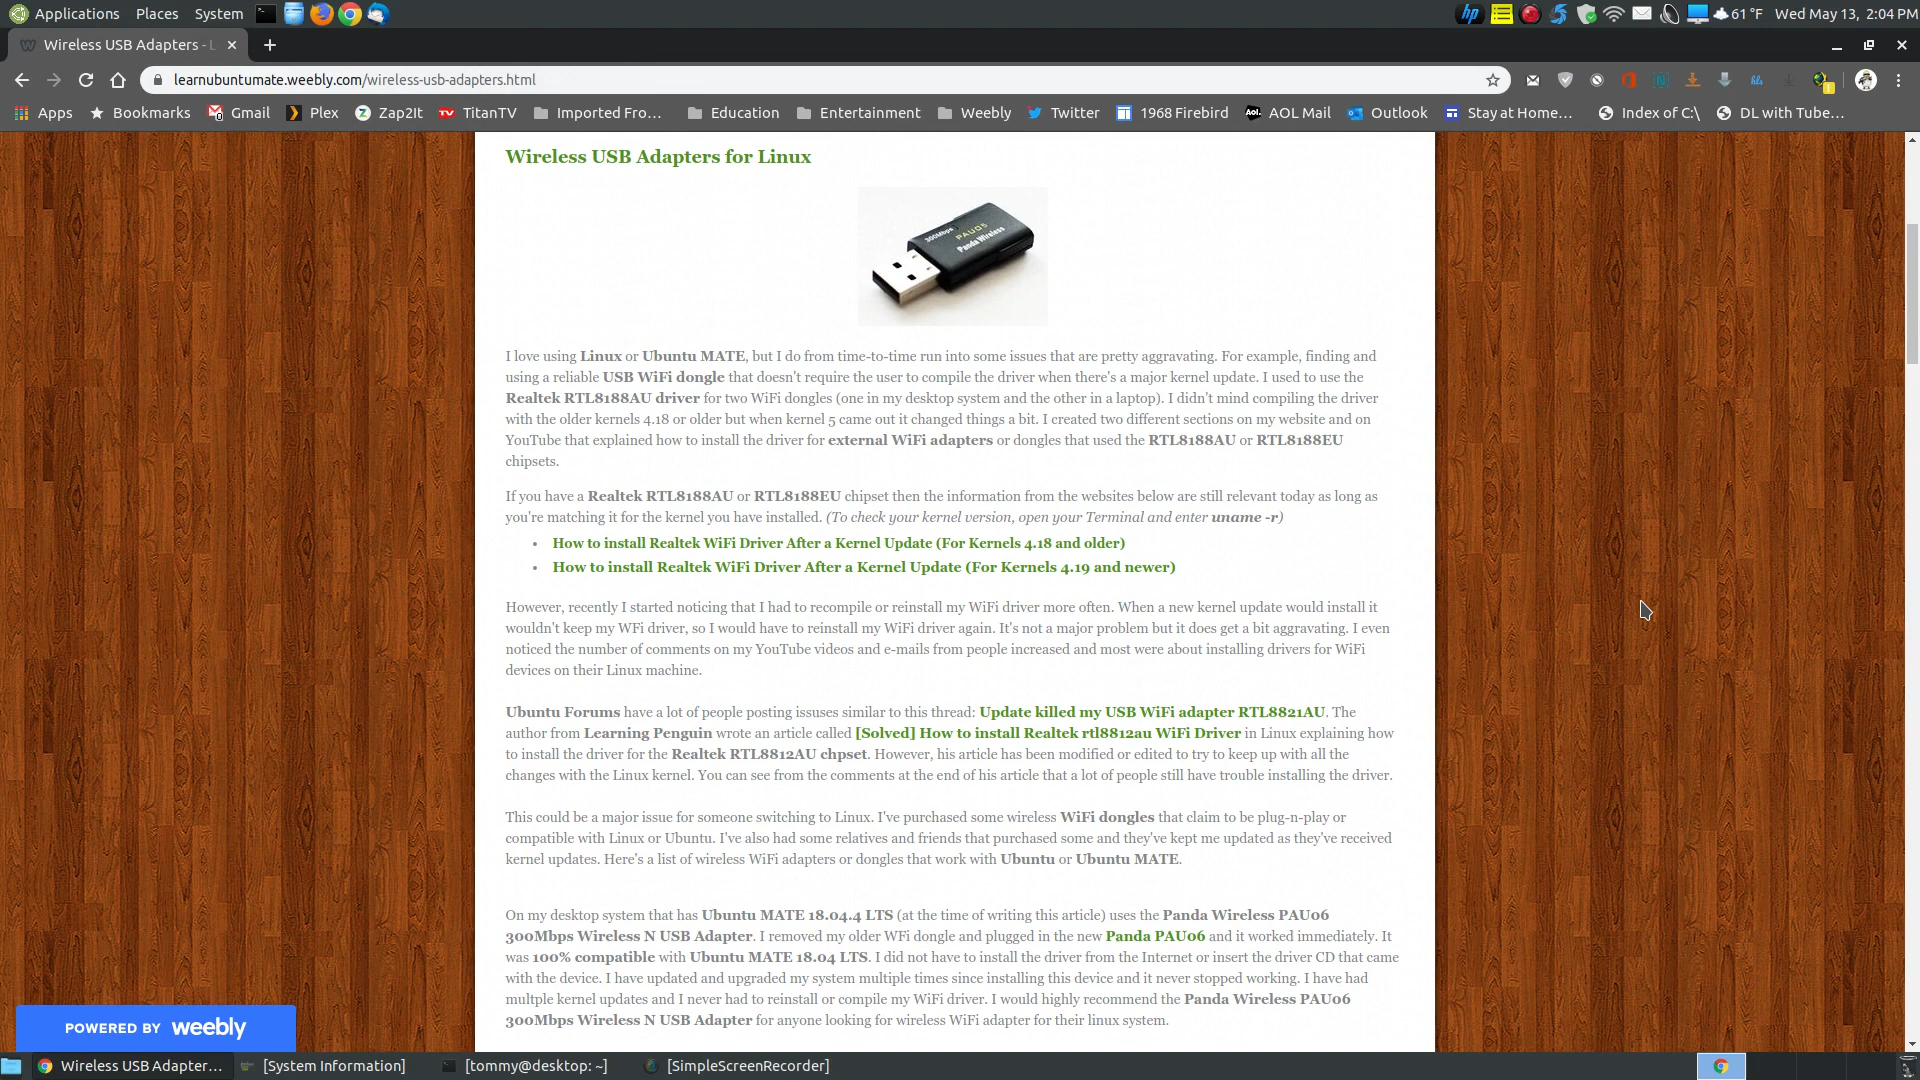 Applications Places System
hp 61 °F Wed May 13, 2:04 PM
Wireless USB Adapters - L
learnubuntumate.weebly.com/wireless-usb-adapters.html
Apps Bookmarks Gmail Plex Zap2It TitanTV Imported Fro... Education Entertainment Weebly Twitter 1968 Firebird AOL Mail Outlook Stay at Home... Index of C:\ DL with Tube...
Wireless USB Adapters for Linux
300Mbps PAU05
Panda Wireless
I love using Linux or Ubuntu MATE, but I do from time-to-time run into some issues that are pretty aggravating. For example, finding and
using a reliable USB WiFi dongle that doesn't require the user to compile the driver when there's a major kernel update. I used to use the
Realtek RTL8188AU driver for two WiFi dongles (one in my desktop system and the other in a laptop). I didn't mind compiling the driver
with the older kernels 4.18 or older but when kernel 5 came out it changed things a bit. I created two different sections on my website and on
YouTube that explained how to install the driver for external WiFi adapters or dongles that used the RTL8188AU or RTL8188EU
chipsets.
If you have a Realtek RTL8188AU or RTL8188EU chipset then the information from the websites below are still relevant today as long as
you're matching it for the kernel you have installed. (To check your kernel version, open your Terminal and enter uname -r)
• How to install Realtek WiFi Driver After a Kernel Update (For Kernels 4.18 and older)
• How to install Realtek WiFi Driver After a Kernel Update (For Kernels 4.19 and newer)
However, recently I started noticing that I had to recompile or reinstall my WiFi driver more often. When a new kernel update would install it
wouldn't keep my WFi driver, so I would have to reinstall my WiFi driver again. It's not a major problem but it does get a bit aggravating. I even
noticed the number of comments on my YouTube videos and e-mails from people increased and most were about installing drivers for WiFi
devices on their Linux machine.
Ubuntu Forums have a lot of people posting issuses similar to this thread: Update killed my USB WiFi adapter RTL8821AU. The
author from Learning Penguin wrote an article called [Solved] How to install Realtek rtl8812au WiFi Driver in Linux explaining how
to install the driver for the Realtek RTL8812AU chpset. However, his article has been modified or edited to try to keep up with all the
changes with the Linux kernel. You can see from the comments at the end of his article that a lot of people still have trouble installing the driver.
This could be a major issue for someone switching to Linux. I've purchased some wireless WiFi dongles that claim to be plug-n-play or
compatible with Linux or Ubuntu. I've also had some relatives and friends that purchased some and they've kept me updated as they've received
kernel updates. Here's a list of wireless WiFi adapters or dongles that work with Ubuntu or Ubuntu MATE.
On my desktop system that has Ubuntu MATE 18.04.4 LTS (at the time of writing this article) uses the Panda Wireless PAU06
300Mbps Wireless N USB Adapter. I removed my older WFi dongle and plugged in the new Panda PAU06 and it worked immediately. It
was 100% compatible with Ubuntu MATE 18.04 LTS. I did not have to install the driver from the Internet or insert the driver CD that came
with the device. I have updated and upgraded my system multiple times since installing this device and it never stopped working. I have had
multple kernel updates and I never had to reinstall or compile my WiFi driver. I would highly recommend the Panda Wireless PAU06
300Mbps Wireless N USB Adapter for anyone looking for wireless WiFi adapter for their linux system.
POWERED BY weebly
Wireless USB Adapter... [System Information] [tommy@desktop: ~] [SimpleScreenRecorder]